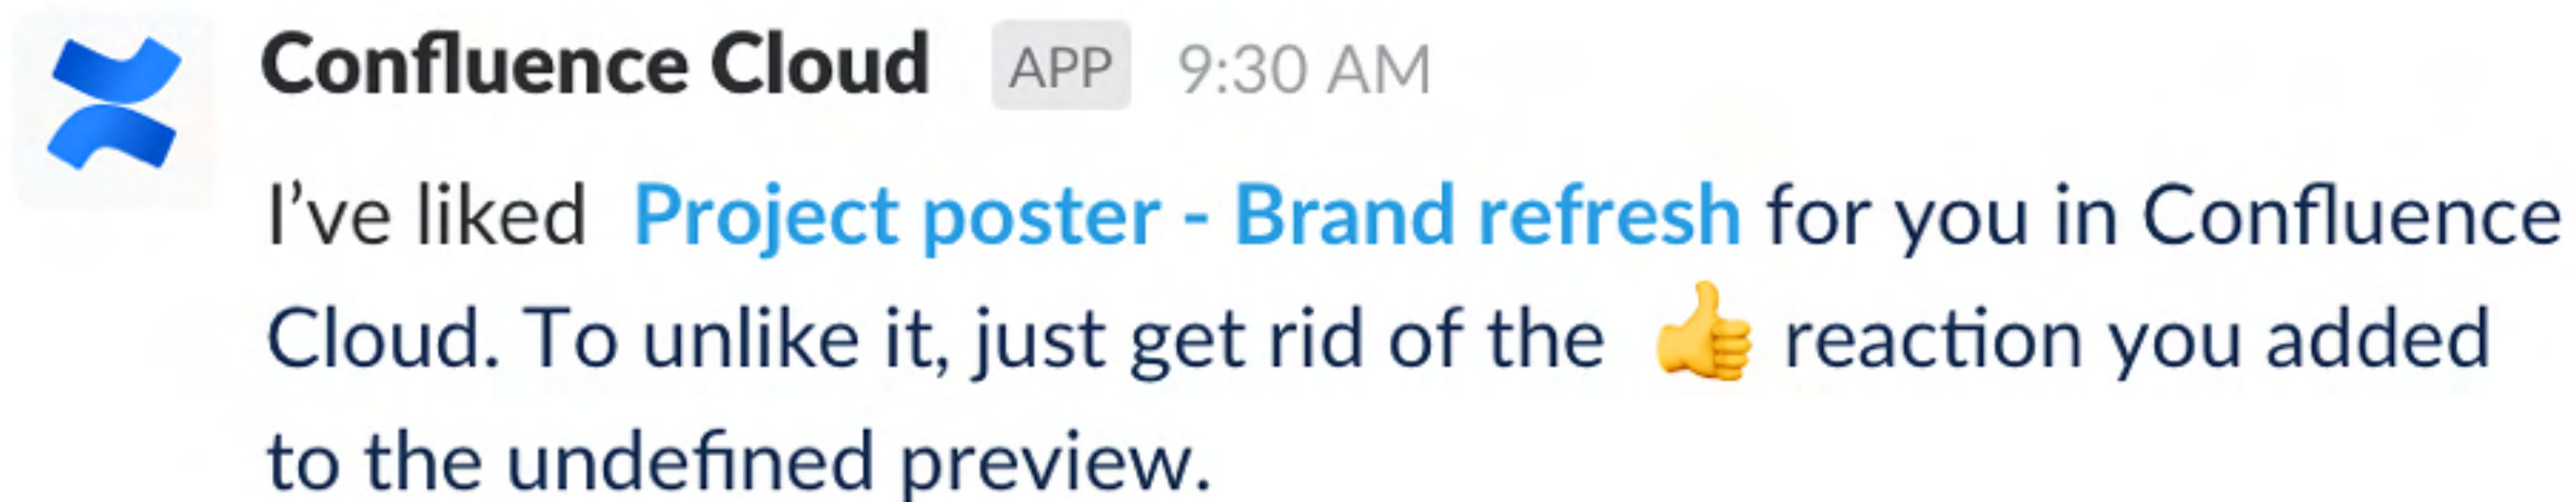 Confluence Cloud APP 9:30 AM
I’ve liked Project poster - Brand refresh for you in Confluence
Cloud. To unlike it, just get rid of the 👍 reaction you added
to the undefined preview.